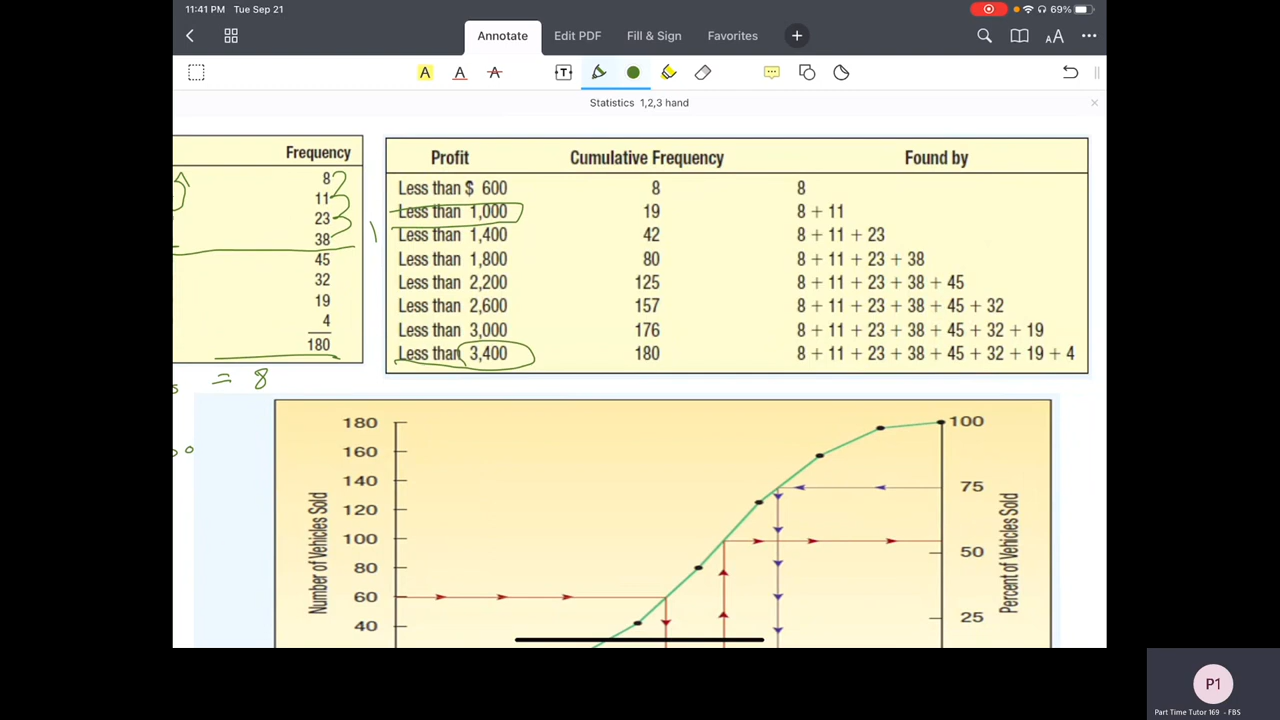 11:41 PM Tue Sep 21
69%
Annotate Edit PDF Fill & Sign Favorites
Statistics 1,2,3 hand
Frequency
8
11
23
38
45
32
19
4
180
= 8
Profit Cumulative Frequency Found by
Less than $ 600 8 8
Less than 1,000 19 8 + 11
Less than 1,400 42 8 + 11 + 23
Less than 1,800 80 8 + 11 + 23 + 38
Less than 2,200 125 8 + 11 + 23 + 38 + 45
Less than 2,600 157 8 + 11 + 23 + 38 + 45 + 32
Less than 3,000 176 8 + 11 + 23 + 38 + 45 + 32 + 19
Less than 3,400 180 8 + 11 + 23 + 38 + 45 + 32 + 19 + 4
Number of Vehicles Sold
180
160
140
120
100
80
60
40
100
75
50
25
Percent of Vehicles Sold
P1
Part Time Tutor 169 - FBS